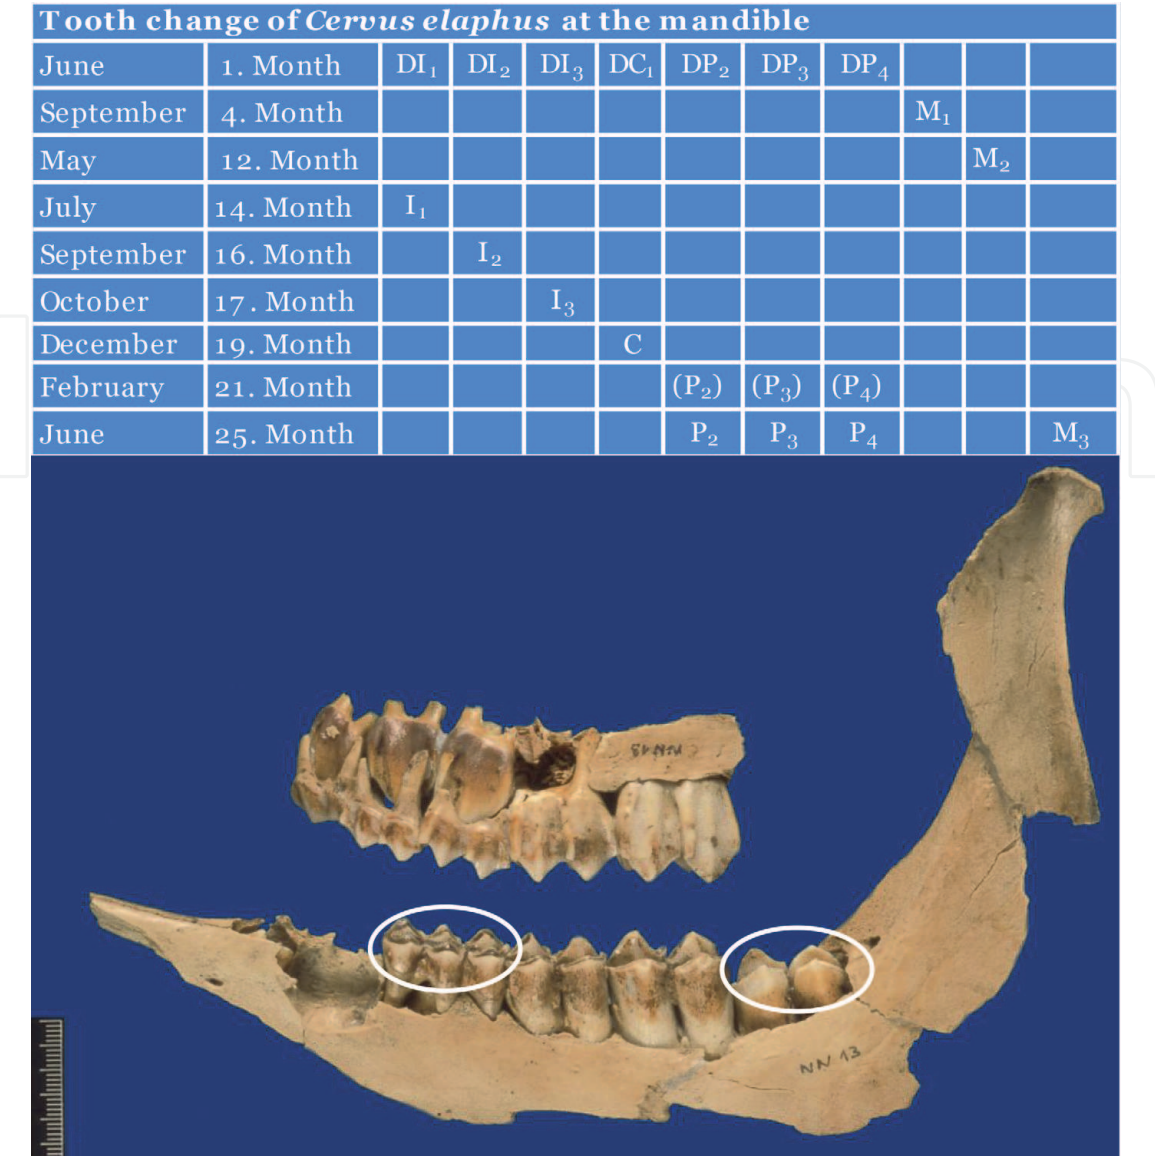 Tooth change of Cervus elaphus at the mandible
June 1. Month DI₁ DI₂ DI₃ DC₁ DP₂ DP₃ DP₄
September 4. Month M₁
May 12. Month M₂
July 14. Month I₁
September 16. Month I₂
October 17. Month I₃
December 19. Month C
February 21. Month (P₂) (P₃) (P₄)
June 25. Month P₂ P₃ P₄ M₃
NN 13